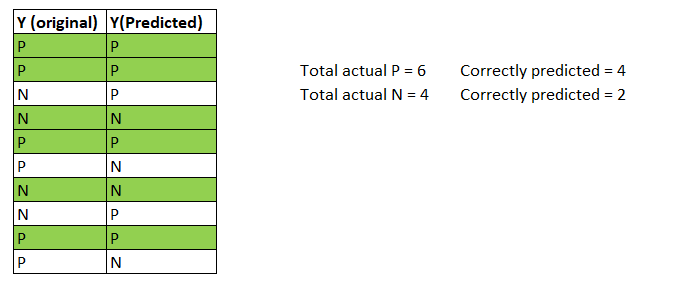 Y (original) Y(Predicted)
P P
P P Total actual P = 6 Correctly predicted = 4
N P Total actual N = 4 Correctly predicted = 2
N N
P P
P N
N N
N P
P P
P N